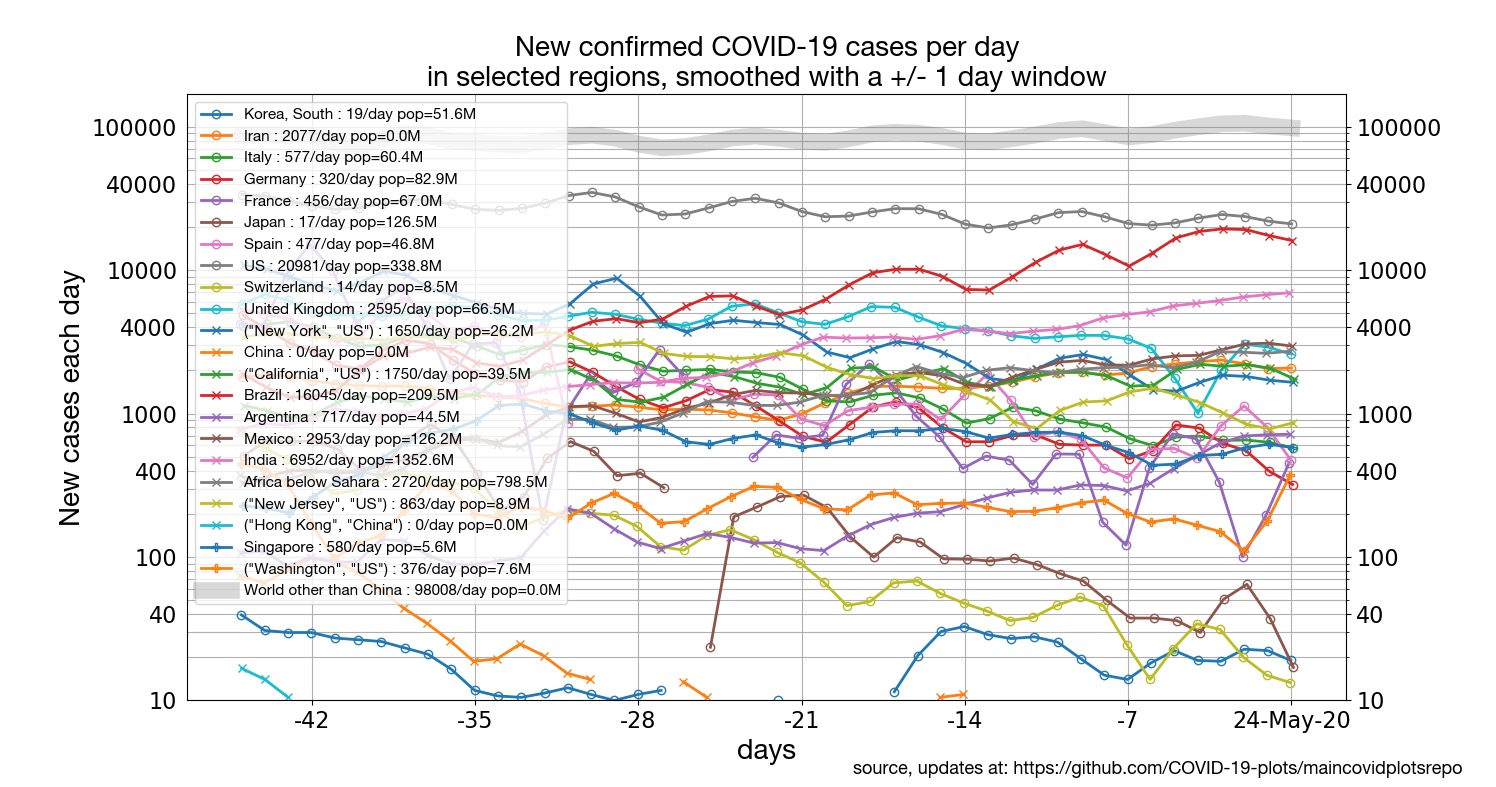 New confirmed COVID-19 cases per day
in selected regions, smoothed with a +/- 1 day window
New cases each day
100000
40000
10000
4000
1000
400
100
40
10
Korea, South : 19/day pop=51.6M
Iran : 2077/day pop=0.0M
Italy : 577/day pop=60.4M
Germany : 320/day pop=82.9M
France : 456/day pop=67.0M
Japan : 17/day pop=126.5M
Spain : 477/day pop=46.8M
US : 20981/day pop=338.8M
Switzerland : 14/day pop=8.5M
United Kingdom : 2595/day pop=66.5M
("New York", "US") : 1650/day pop=26.2M
China : 0/day pop=0.0M
("California", "US") : 1750/day pop=39.5M
Brazil : 16045/day pop=209.5M
Argentina : 717/day pop=44.5M
Mexico : 2953/day pop=126.2M
India : 6952/day pop=1352.6M
Africa below Sahara : 2720/day pop=798.5M
("New Jersey", "US") : 863/day pop=8.9M
("Hong Kong", "China") : 0/day pop=0.0M
Singapore : 580/day pop=5.6M
("Washington", "US") : 376/day pop=7.6M
World other than China : 98008/day pop=0.0M
100000
40000
10000
4000
1000
400
100
40
10
-42 -35 -28 -21 -14 -7 24-May-20
days
source, updates at: https://github.com/COVID-19-plots/maincovidplotsrepo